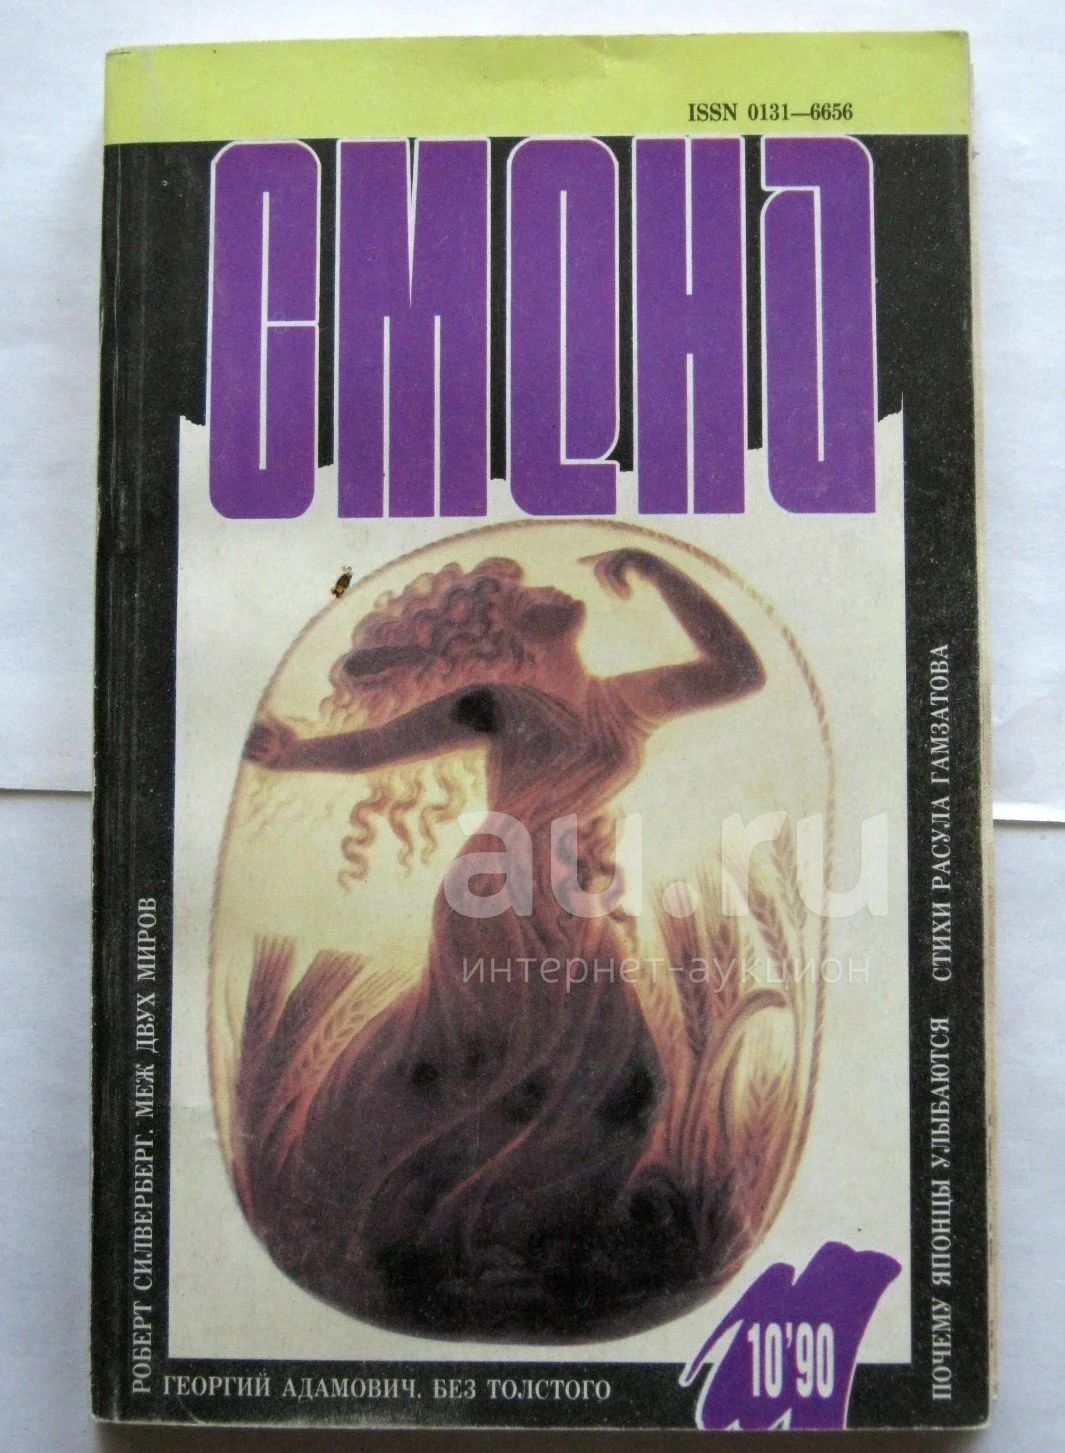 ISSN 0131—6656
СМЕНА
РОБЕРТ СИЛВЕРБЕРГ. МЕЖ ДВУХ МИРОВ
ПОЧЕМУ ЯПОНЦЫ УЛЫБАЮТСЯ СТИХИ РАСУЛА ГАМЗАТОВА
au.ru
интернет-аукцион
10'90
ГЕОРГИЙ АДАМОВИЧ. БЕЗ ТОЛСТОГО